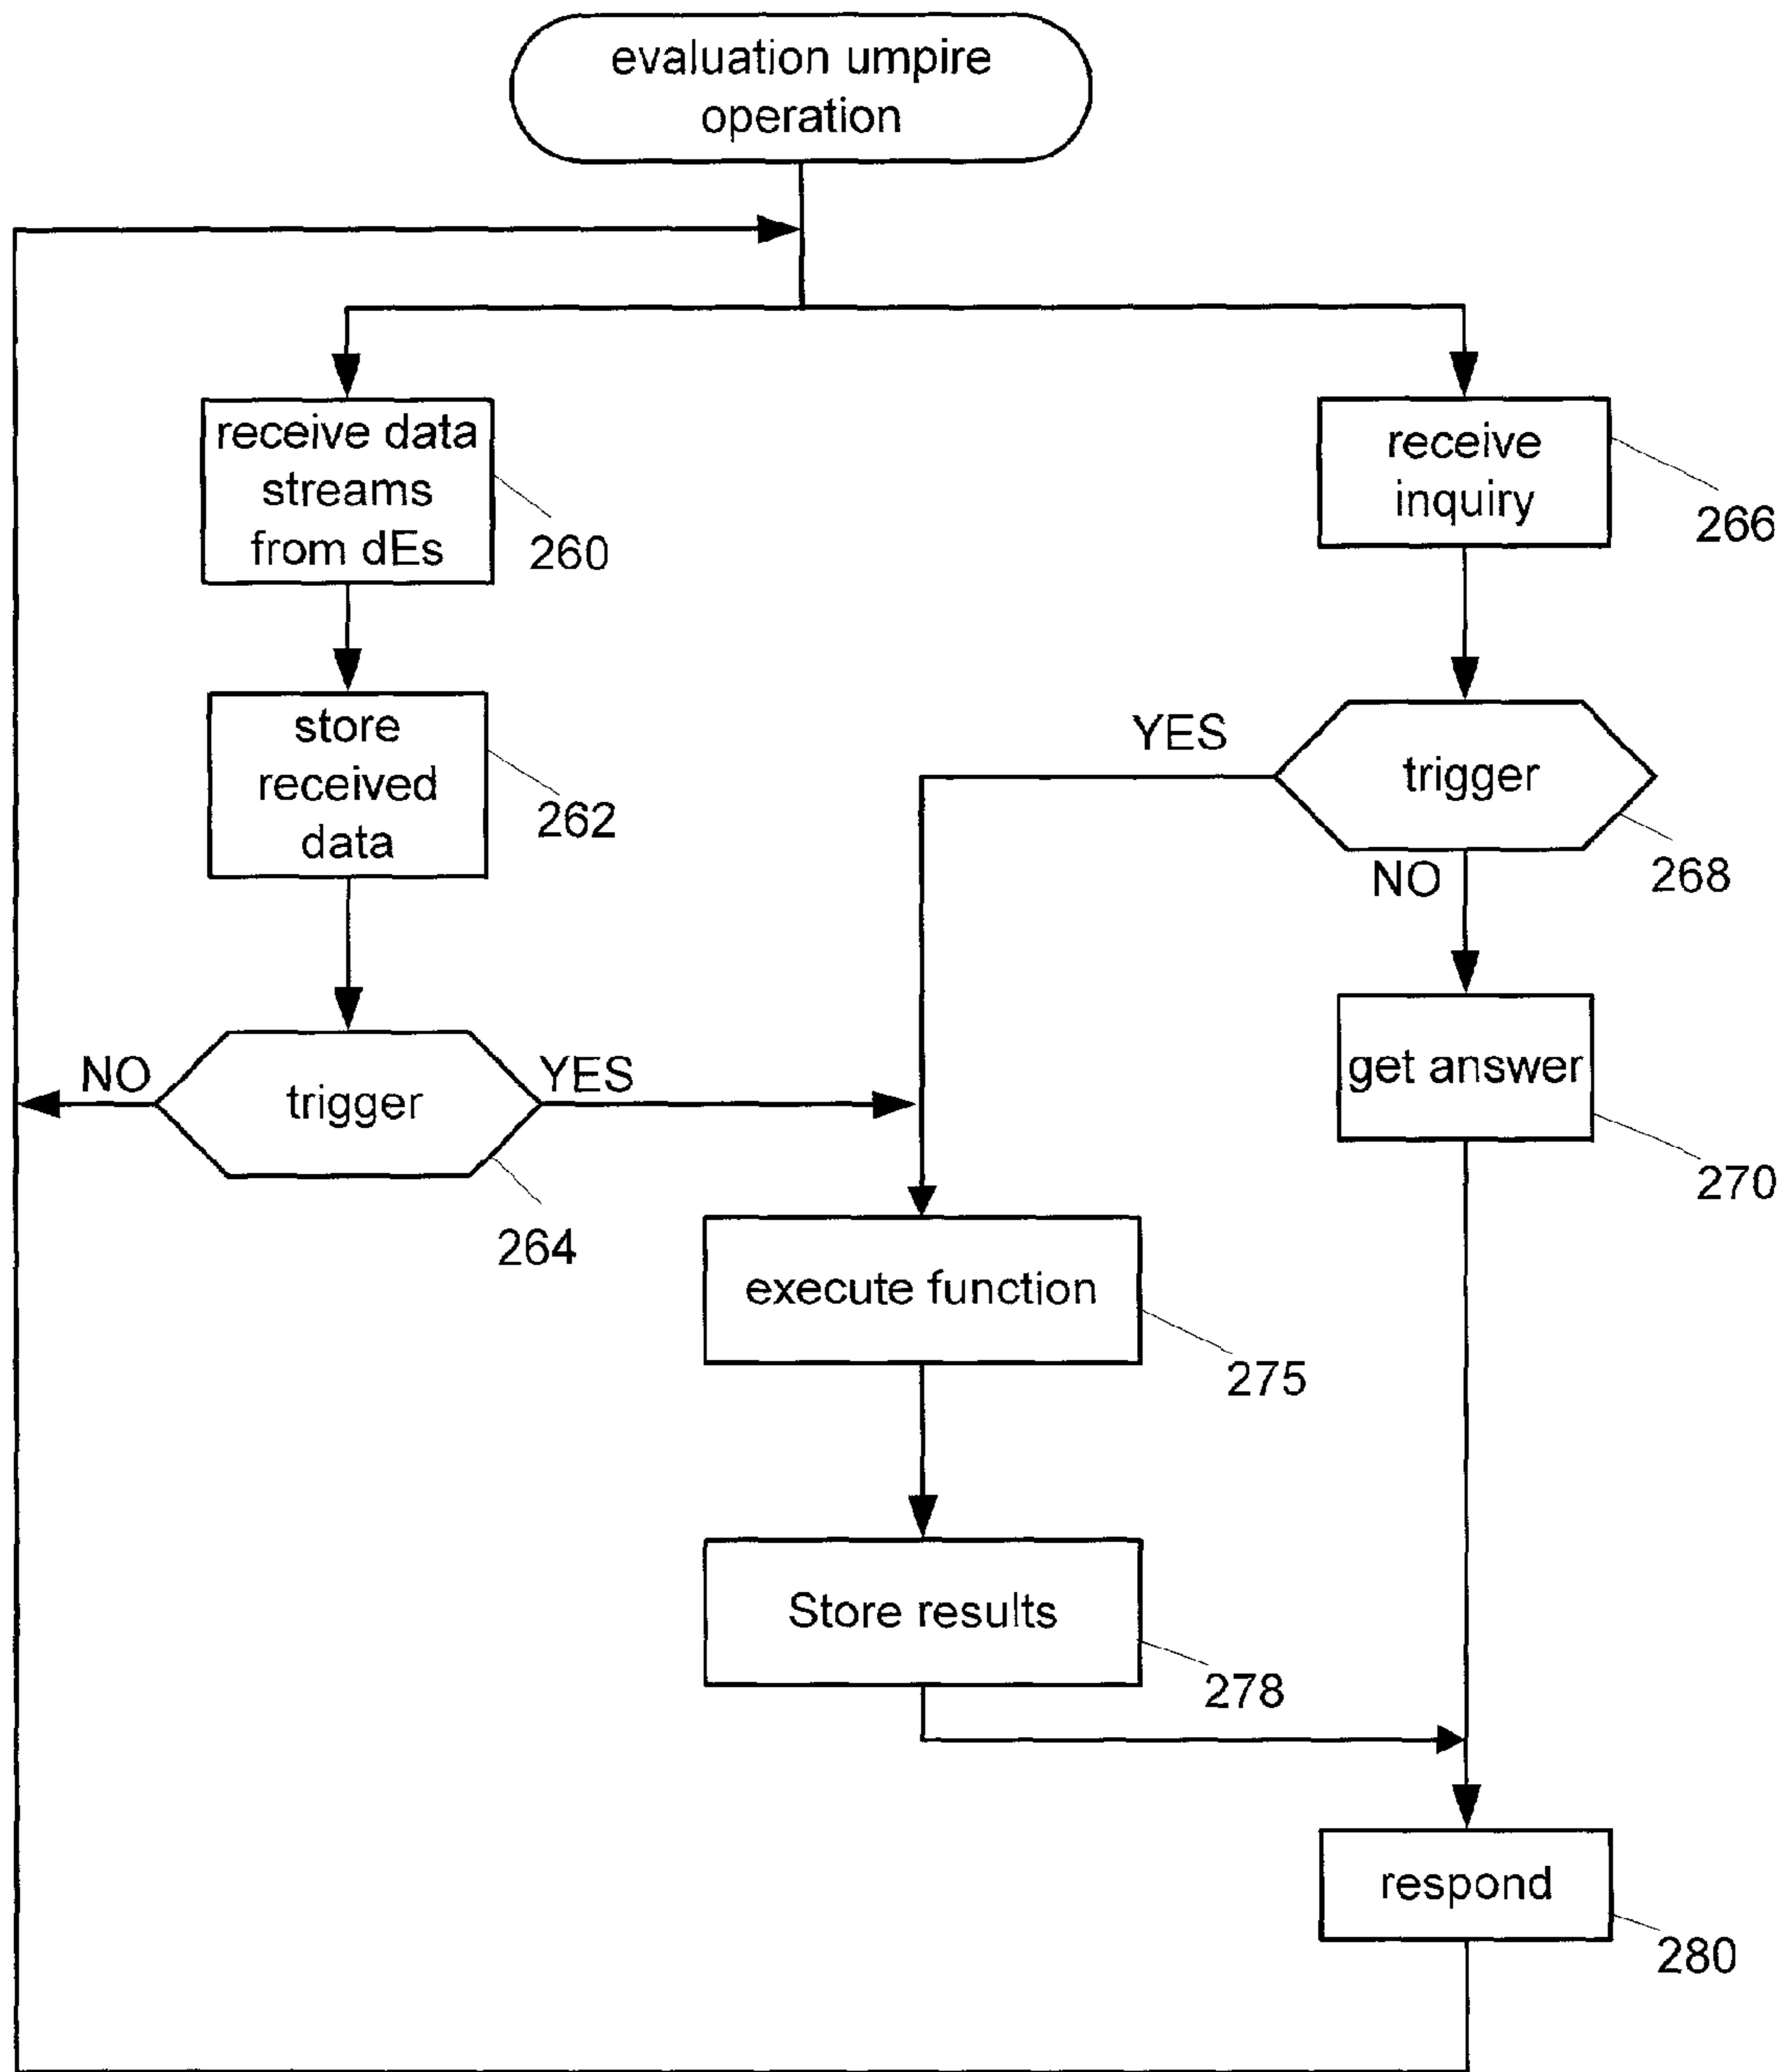 evaluation umpire
operation
receive data
streams
from dEs
260
receive
inquiry
266
store
received
data
262
YES
trigger
268
NO
NO
trigger
YES
264
get answer
270
execute function
275
Store results
278
respond
280